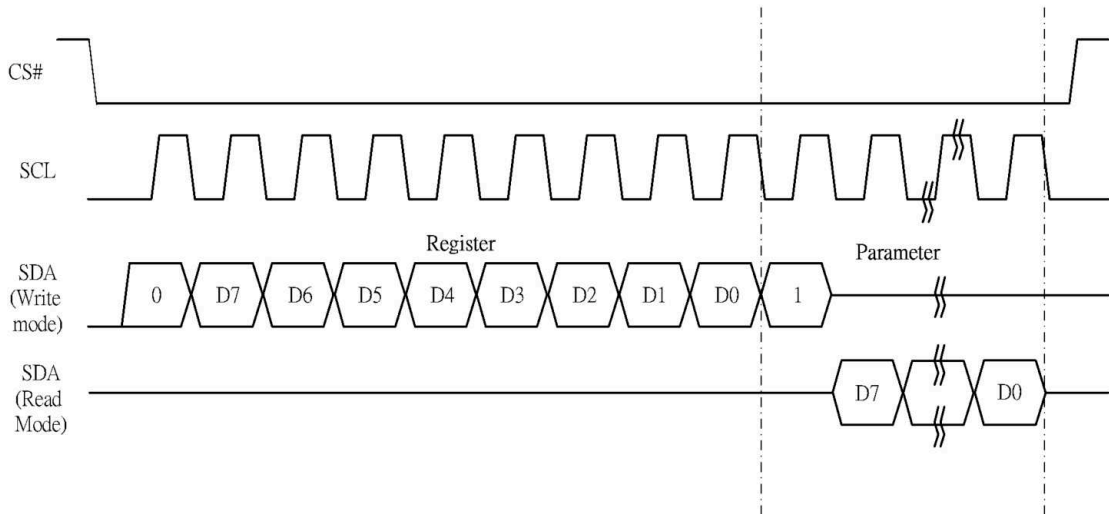 CS#
SCL
Register
Parameter
SDA
(Write
mode)
0 D7 D6 D5 D4 D3 D2 D1 D0 1
SDA
(Read
Mode)
D7 D0